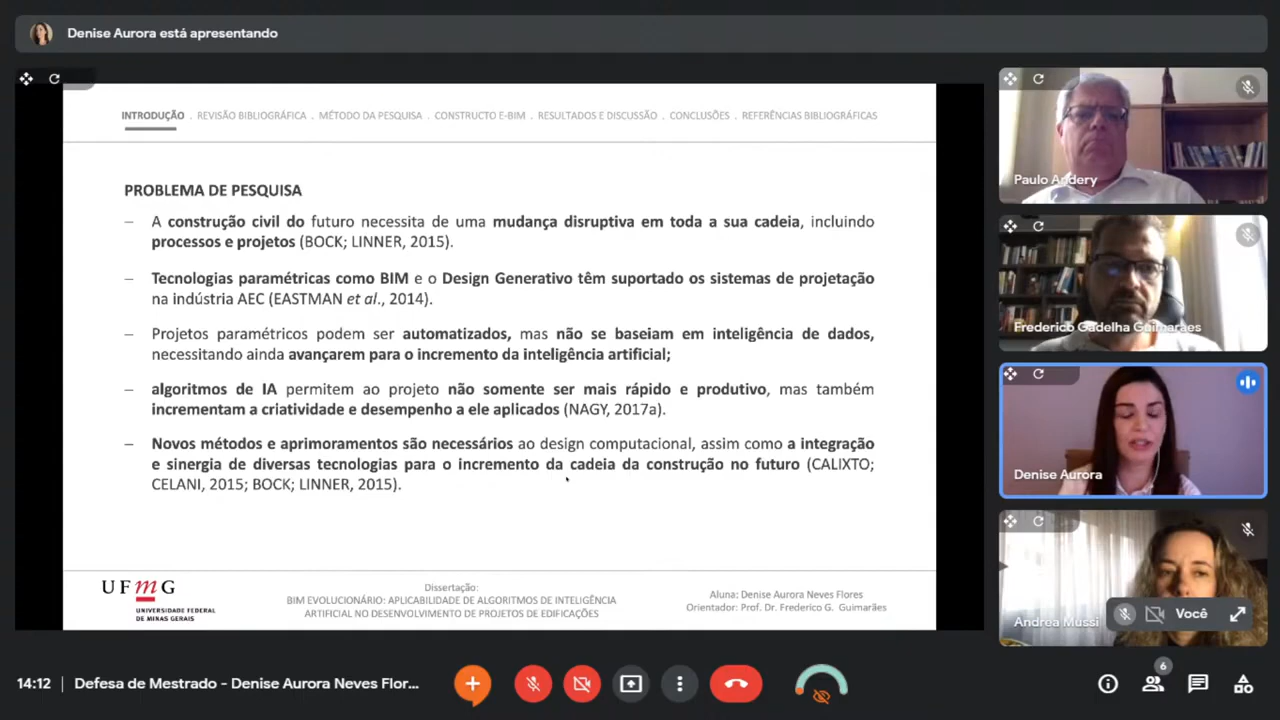 Denise Aurora está apresentando
INTRODUÇÃO . REVISÃO BIBLIOGRÁFICA . MÉTODO DA PESQUISA . CONSTRUCTO E-BIM . RESULTADOS E DISCUSSÃO . CONCLUSÕES . REFERÊNCIAS BIBLIOGRÁFICAS
PROBLEMA DE PESQUISA
– A construção civil do futuro necessita de uma mudança disruptiva em toda a sua cadeia, incluindo
processos e projetos (BOCK; LINNER, 2015).
– Tecnologias paramétricas como BIM e o Design Generativo têm suportado os sistemas de projetação
na indústria AEC (EASTMAN et al., 2014).
– Projetos paramétricos podem ser automatizados, mas não se baseiam em inteligência de dados,
necessitando ainda avançarem para o incremento da inteligência artificial;
– algoritmos de IA permitem ao projeto não somente ser mais rápido e produtivo, mas também
incrementam a criatividade e desempenho a ele aplicados (NAGY, 2017a).
– Novos métodos e aprimoramentos são necessários ao design computacional, assim como a integração
e sinergia de diversas tecnologias para o incremento da cadeia da construção no futuro (CALIXTO;
CELANI, 2015; BOCK; LINNER, 2015).
UFmG
UNIVERSIDADE FEDERAL
DE MINAS GERAIS
Dissertação:
BIM EVOLUCIONÁRIO: APLICABILIDADE DE ALGORITMOS DE INTELIGÊNCIA
ARTIFICIAL NO DESENVOLVIMENTO DE PROJETOS DE EDIFICAÇÕES
Aluna: Denise Aurora Neves Flores
Orientador: Prof. Dr. Frederico G. Guimarães
Paulo Andery
Frederico Gadelha Guimaraes
Denise Aurora
Andrea Mussi
Você
14:12 | Defesa de Mestrado - Denise Aurora Neves Flor...
6